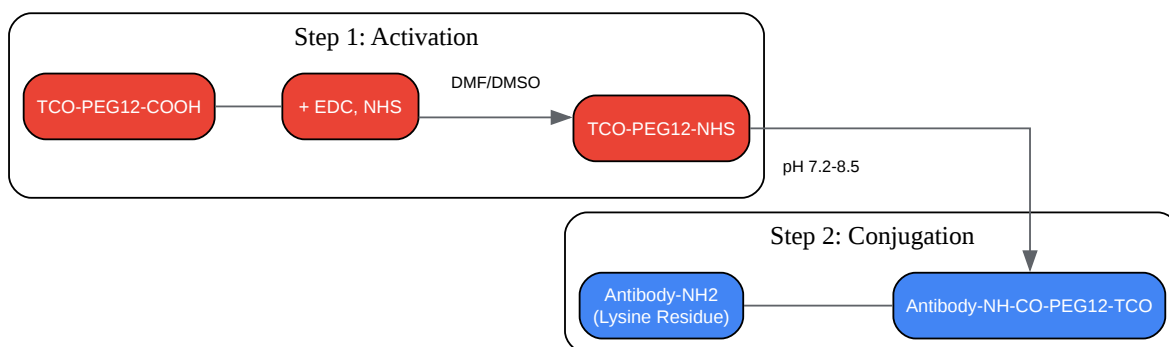 Step 1: Activation
TCO-PEG12-COOH
+ EDC, NHS
DMF/DMSO
TCO-PEG12-NHS
pH 7.2-8.5
Step 2: Conjugation
Antibody-NH2
(Lysine Residue)
Antibody-NH-CO-PEG12-TCO